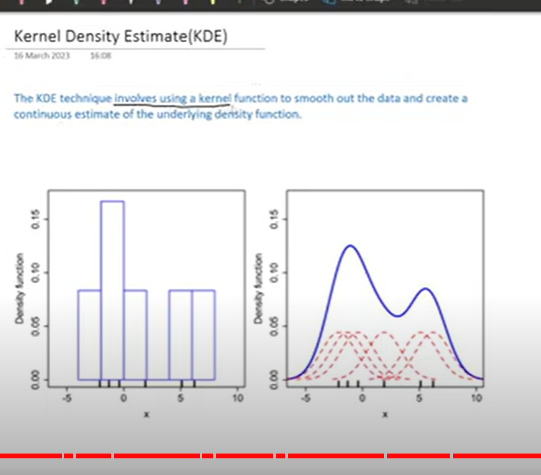 Kernel Density Estimate(KDE)
16 March 2023 16:08
The KDE technique involves using a kernel function to smooth out the data and create a
continuous estimate of the underlying density function.
Density function
0.00 0.05 0.10 0.15
-5 0 5 10
x
Density function
0.00 0.05 0.10 0.15
-5 0 5 10
x